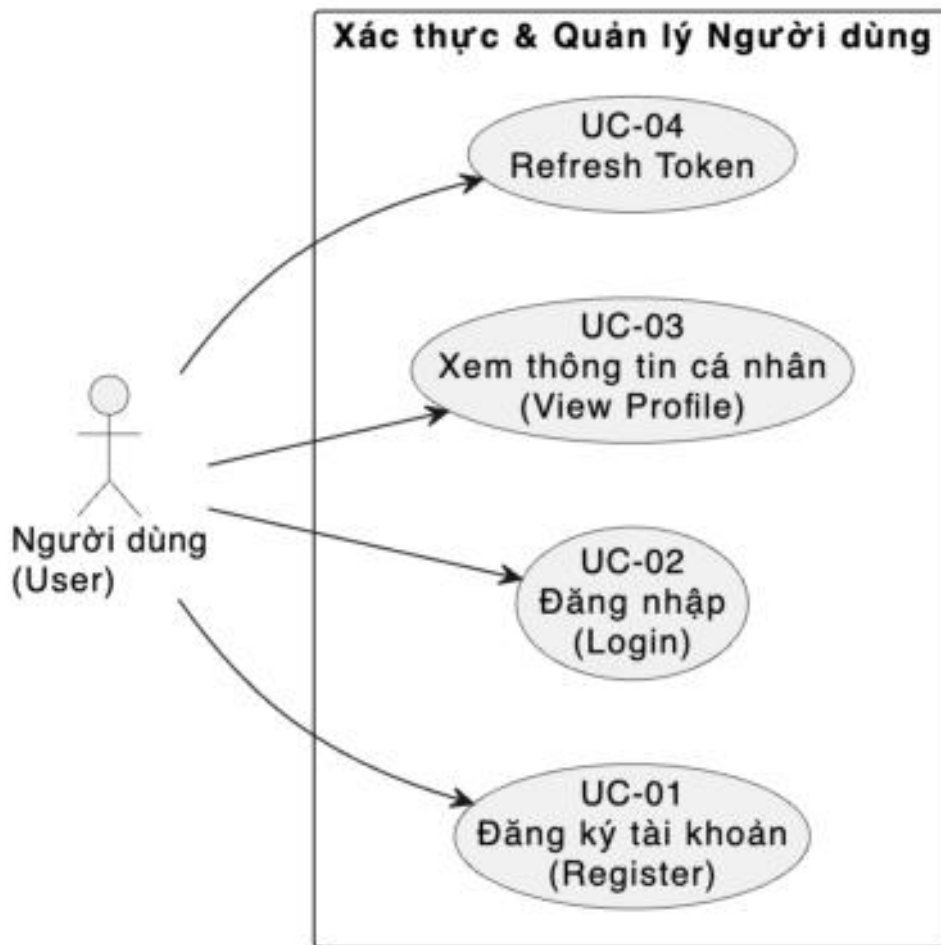 Xác thực & Quản lý Người dùng
UC-04
Refresh Token
UC-03
Xem thông tin cá nhân
(View Profile)
Người dùng
(User)
UC-02
Đăng nhập
(Login)
UC-01
Đăng ký tài khoản
(Register)